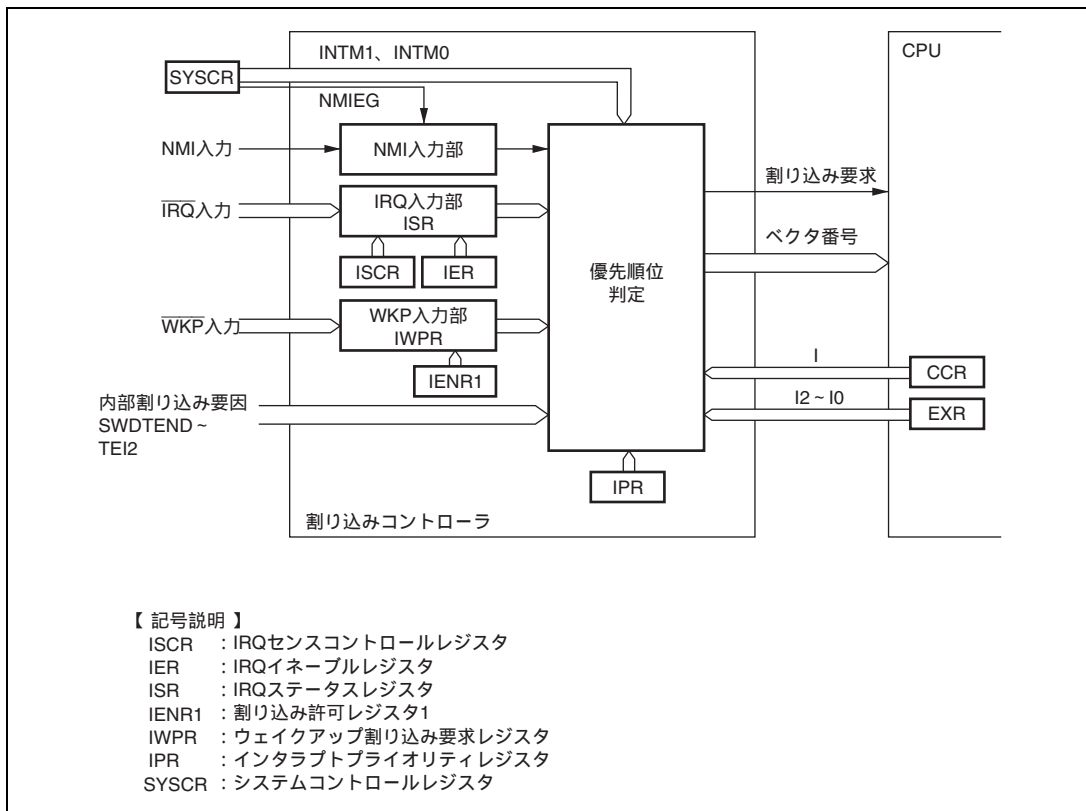 INTM1、INTM0
CPU
SYSCR
NMIEG
NMI入力
NMI入力部
割り込み要求
IRQ入力
IRQ入力部
ISR
ベクタ番号
ISCR
IER
優先順位
判定
WKP入力
WKP入力部
IWPR
I
CCR
IENR1
I2～I0
EXR
内部割り込み要因
SWDTEND～
TEI2
IPR
割り込みコントローラ
【 記号説明 】
ISCR ：IRQセンスコントロールレジスタ
IER ：IRQイネーブルレジスタ
ISR ：IRQステータスレジスタ
IENR1 ：割り込み許可レジスタ1
IWPR ：ウェイクアップ割り込み要求レジスタ
IPR ：インタラプトプライオリティレジスタ
SYSCR ：システムコントロールレジスタ